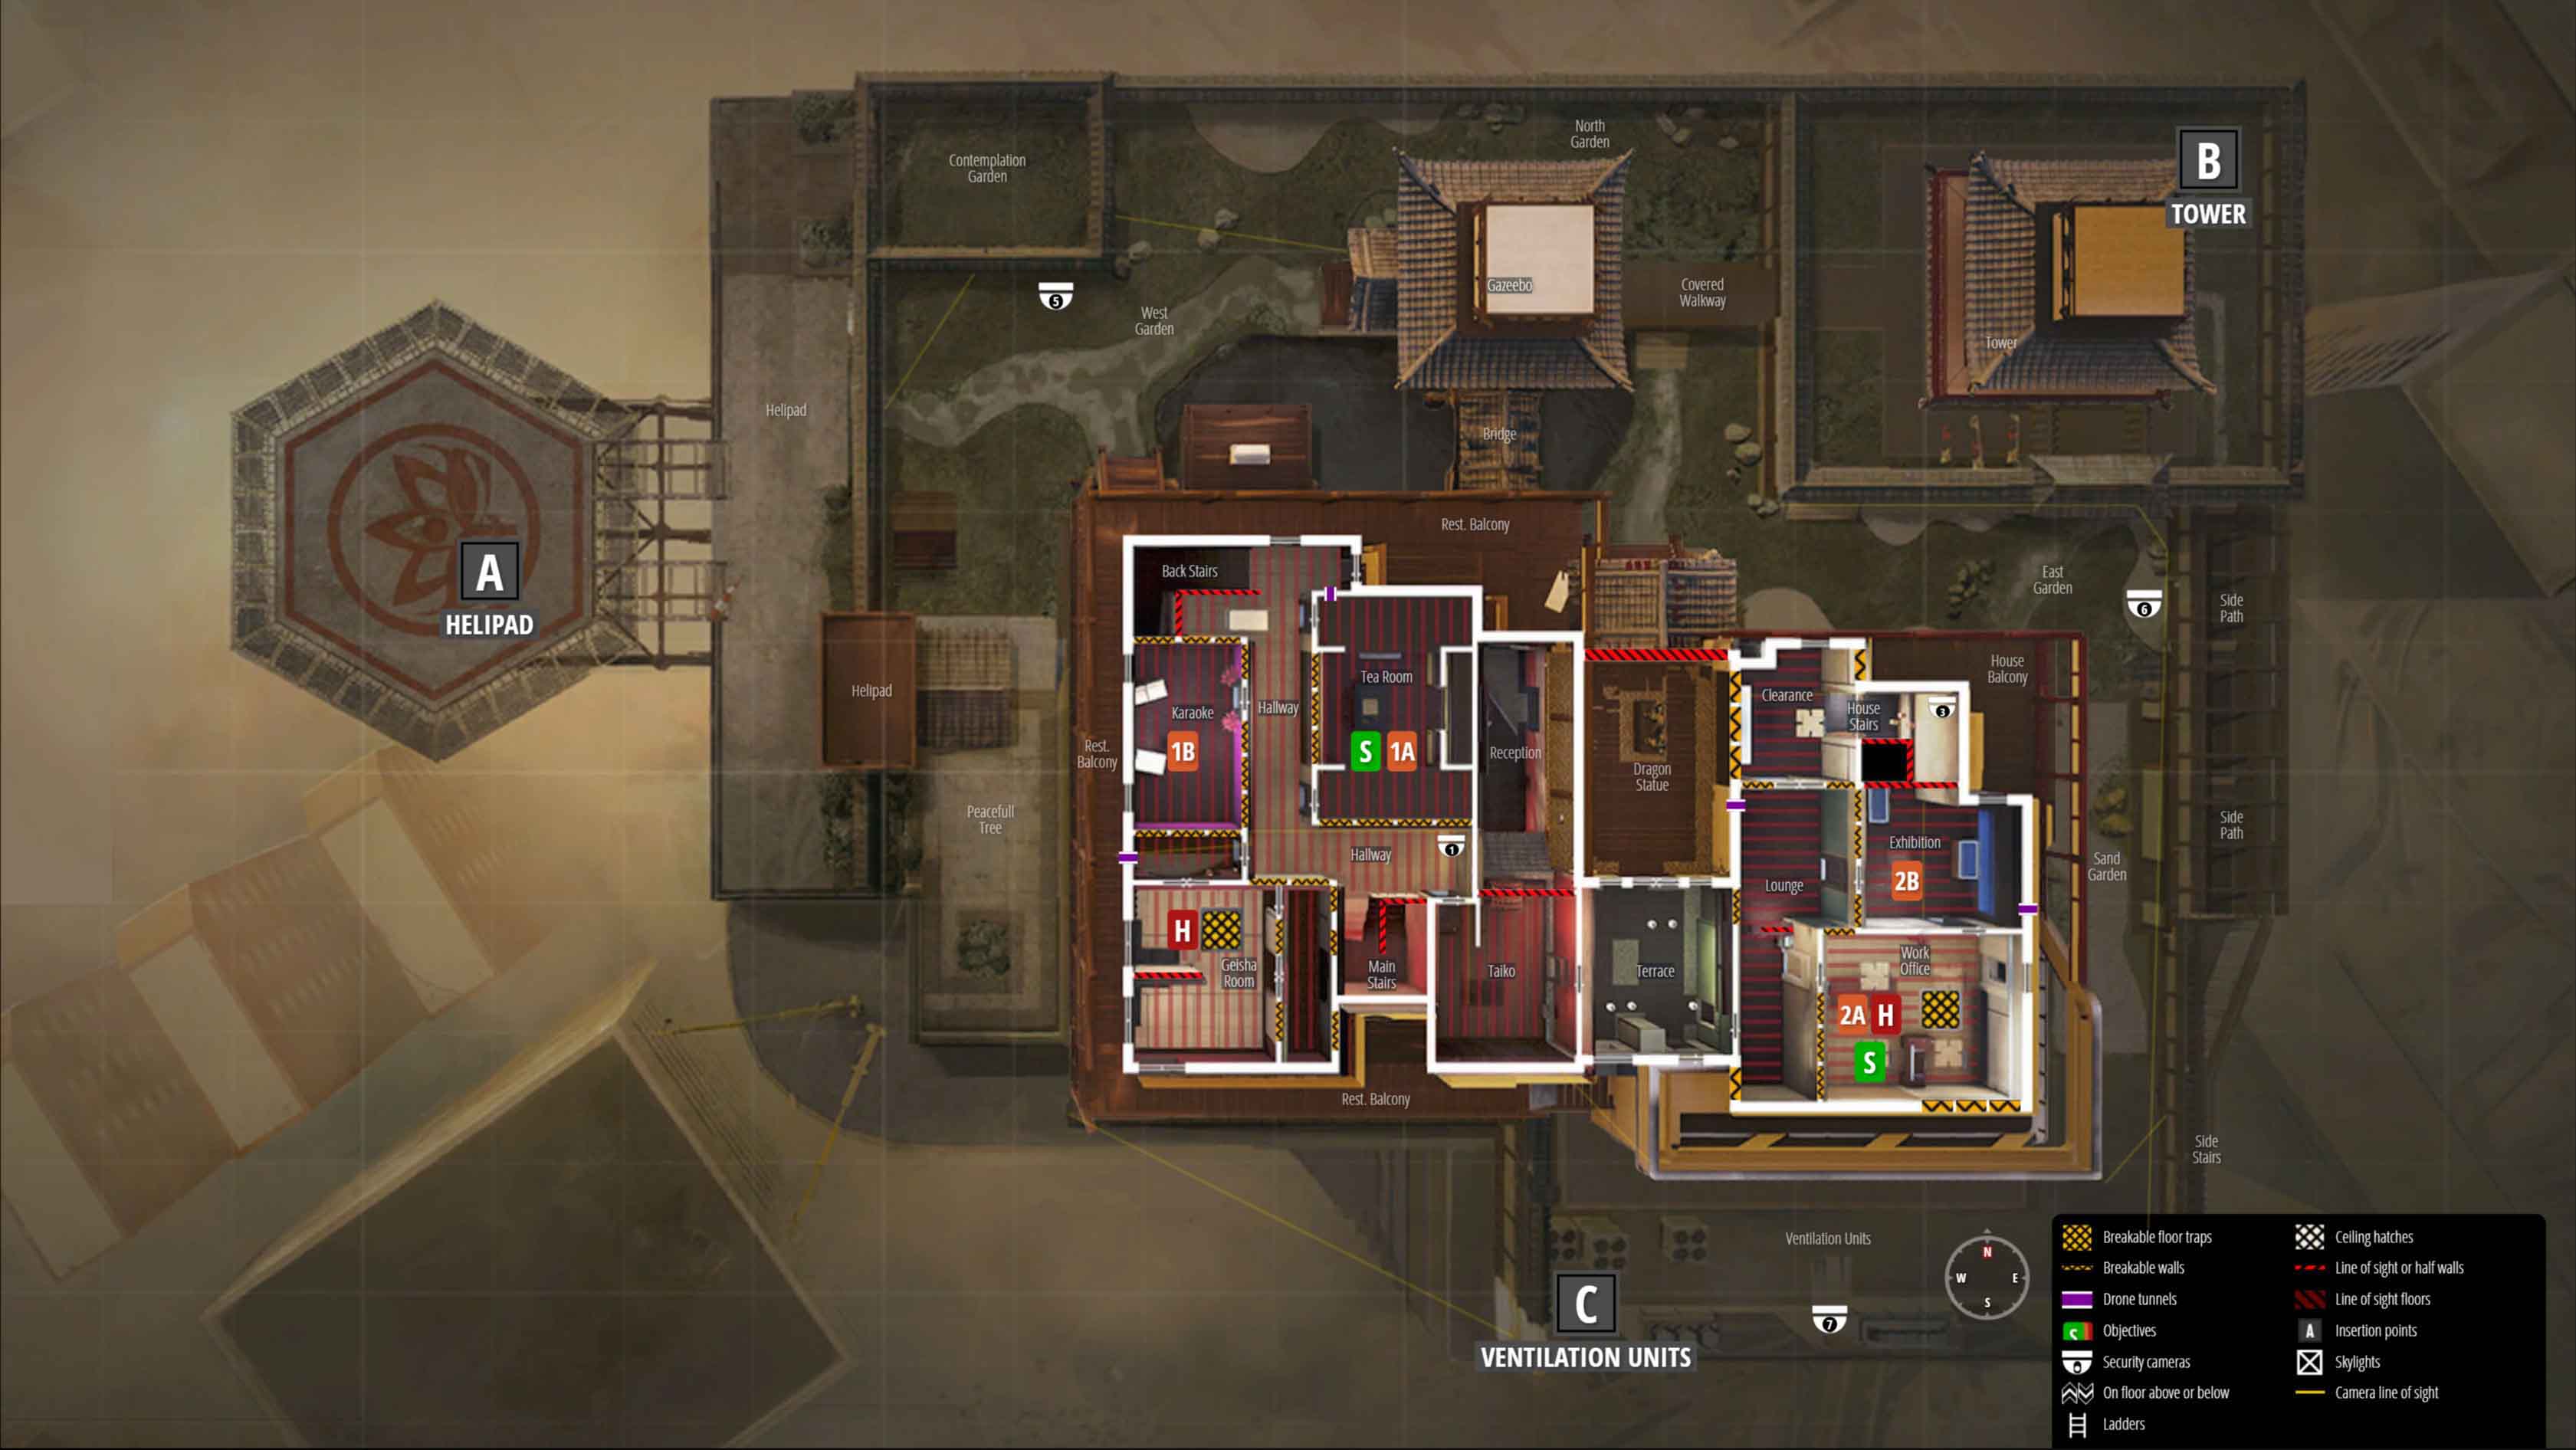 North
Garden
B
TOWER
Contemplation
Garden
Gazeebo
Covered
Walkway
5
West
Garden
Tower
Helipad
Bridge
A
HELIPAD
Rest. Balcony
Back Stairs
East
Garden
6
Side
Path
Helipad
Karaoke
1B
Hallway
Tea Room
S
1A
Reception
Dragon
Statue
Clearance
House
Stairs
3
House
Balcony
Rest.
Balcony
Peacefull
Tree
Hallway
1
Lounge
Exhibition
2B
Sand
Garden
Side
Path
H
Geisha
Room
Main
Stairs
Taiko
Terrace
Work
Office
2A
H
S
Rest. Balcony
Side
Stairs
Ventilation Units
C
VENTILATION UNITS
7
N
W
E
S
Breakable floor traps
Breakable walls
Drone tunnels
S
Objectives
Security cameras
On floor above or below
Ladders
Ceiling hatches
Line of sight or half walls
Line of sight floors
A
Insertion points
Skylights
Camera line of sight